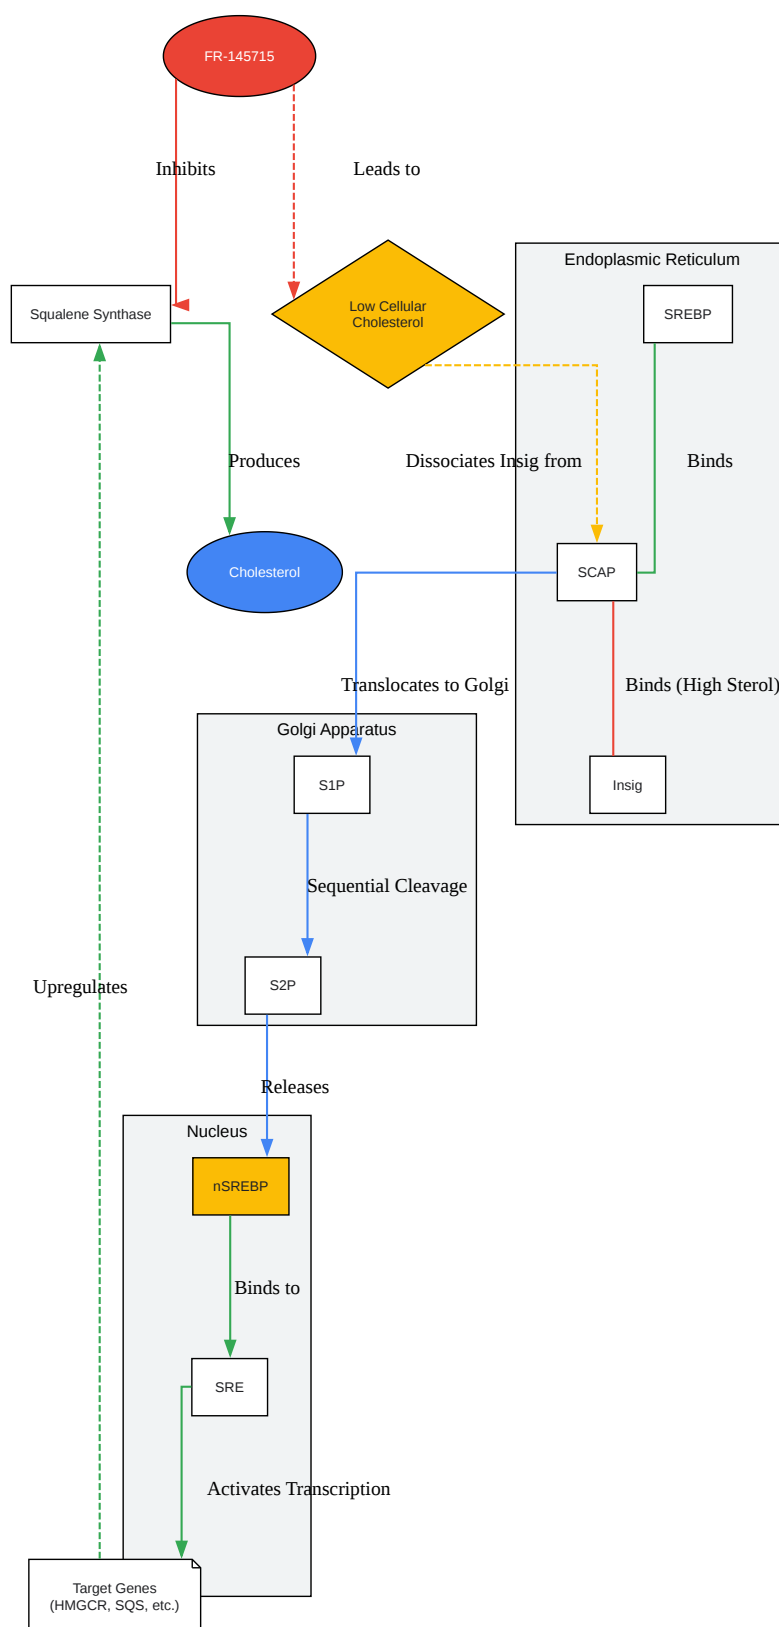 FR-145715
Inhibits
Leads to
Endoplasmic Reticulum
Squalene Synthase
Low Cellular
Cholesterol
SREBP
Produces
Dissociates Insig from
Binds
Cholesterol
SCAP
Translocates to Golgi
Binds (High Sterol)
Golgi Apparatus
S1P
Insig
Sequential Cleavage
S2P
Upregulates
Releases
Nucleus
nSREBP
Binds to
SRE
Activates Transcription
Target Genes
(HMGCR, SQS, etc.)